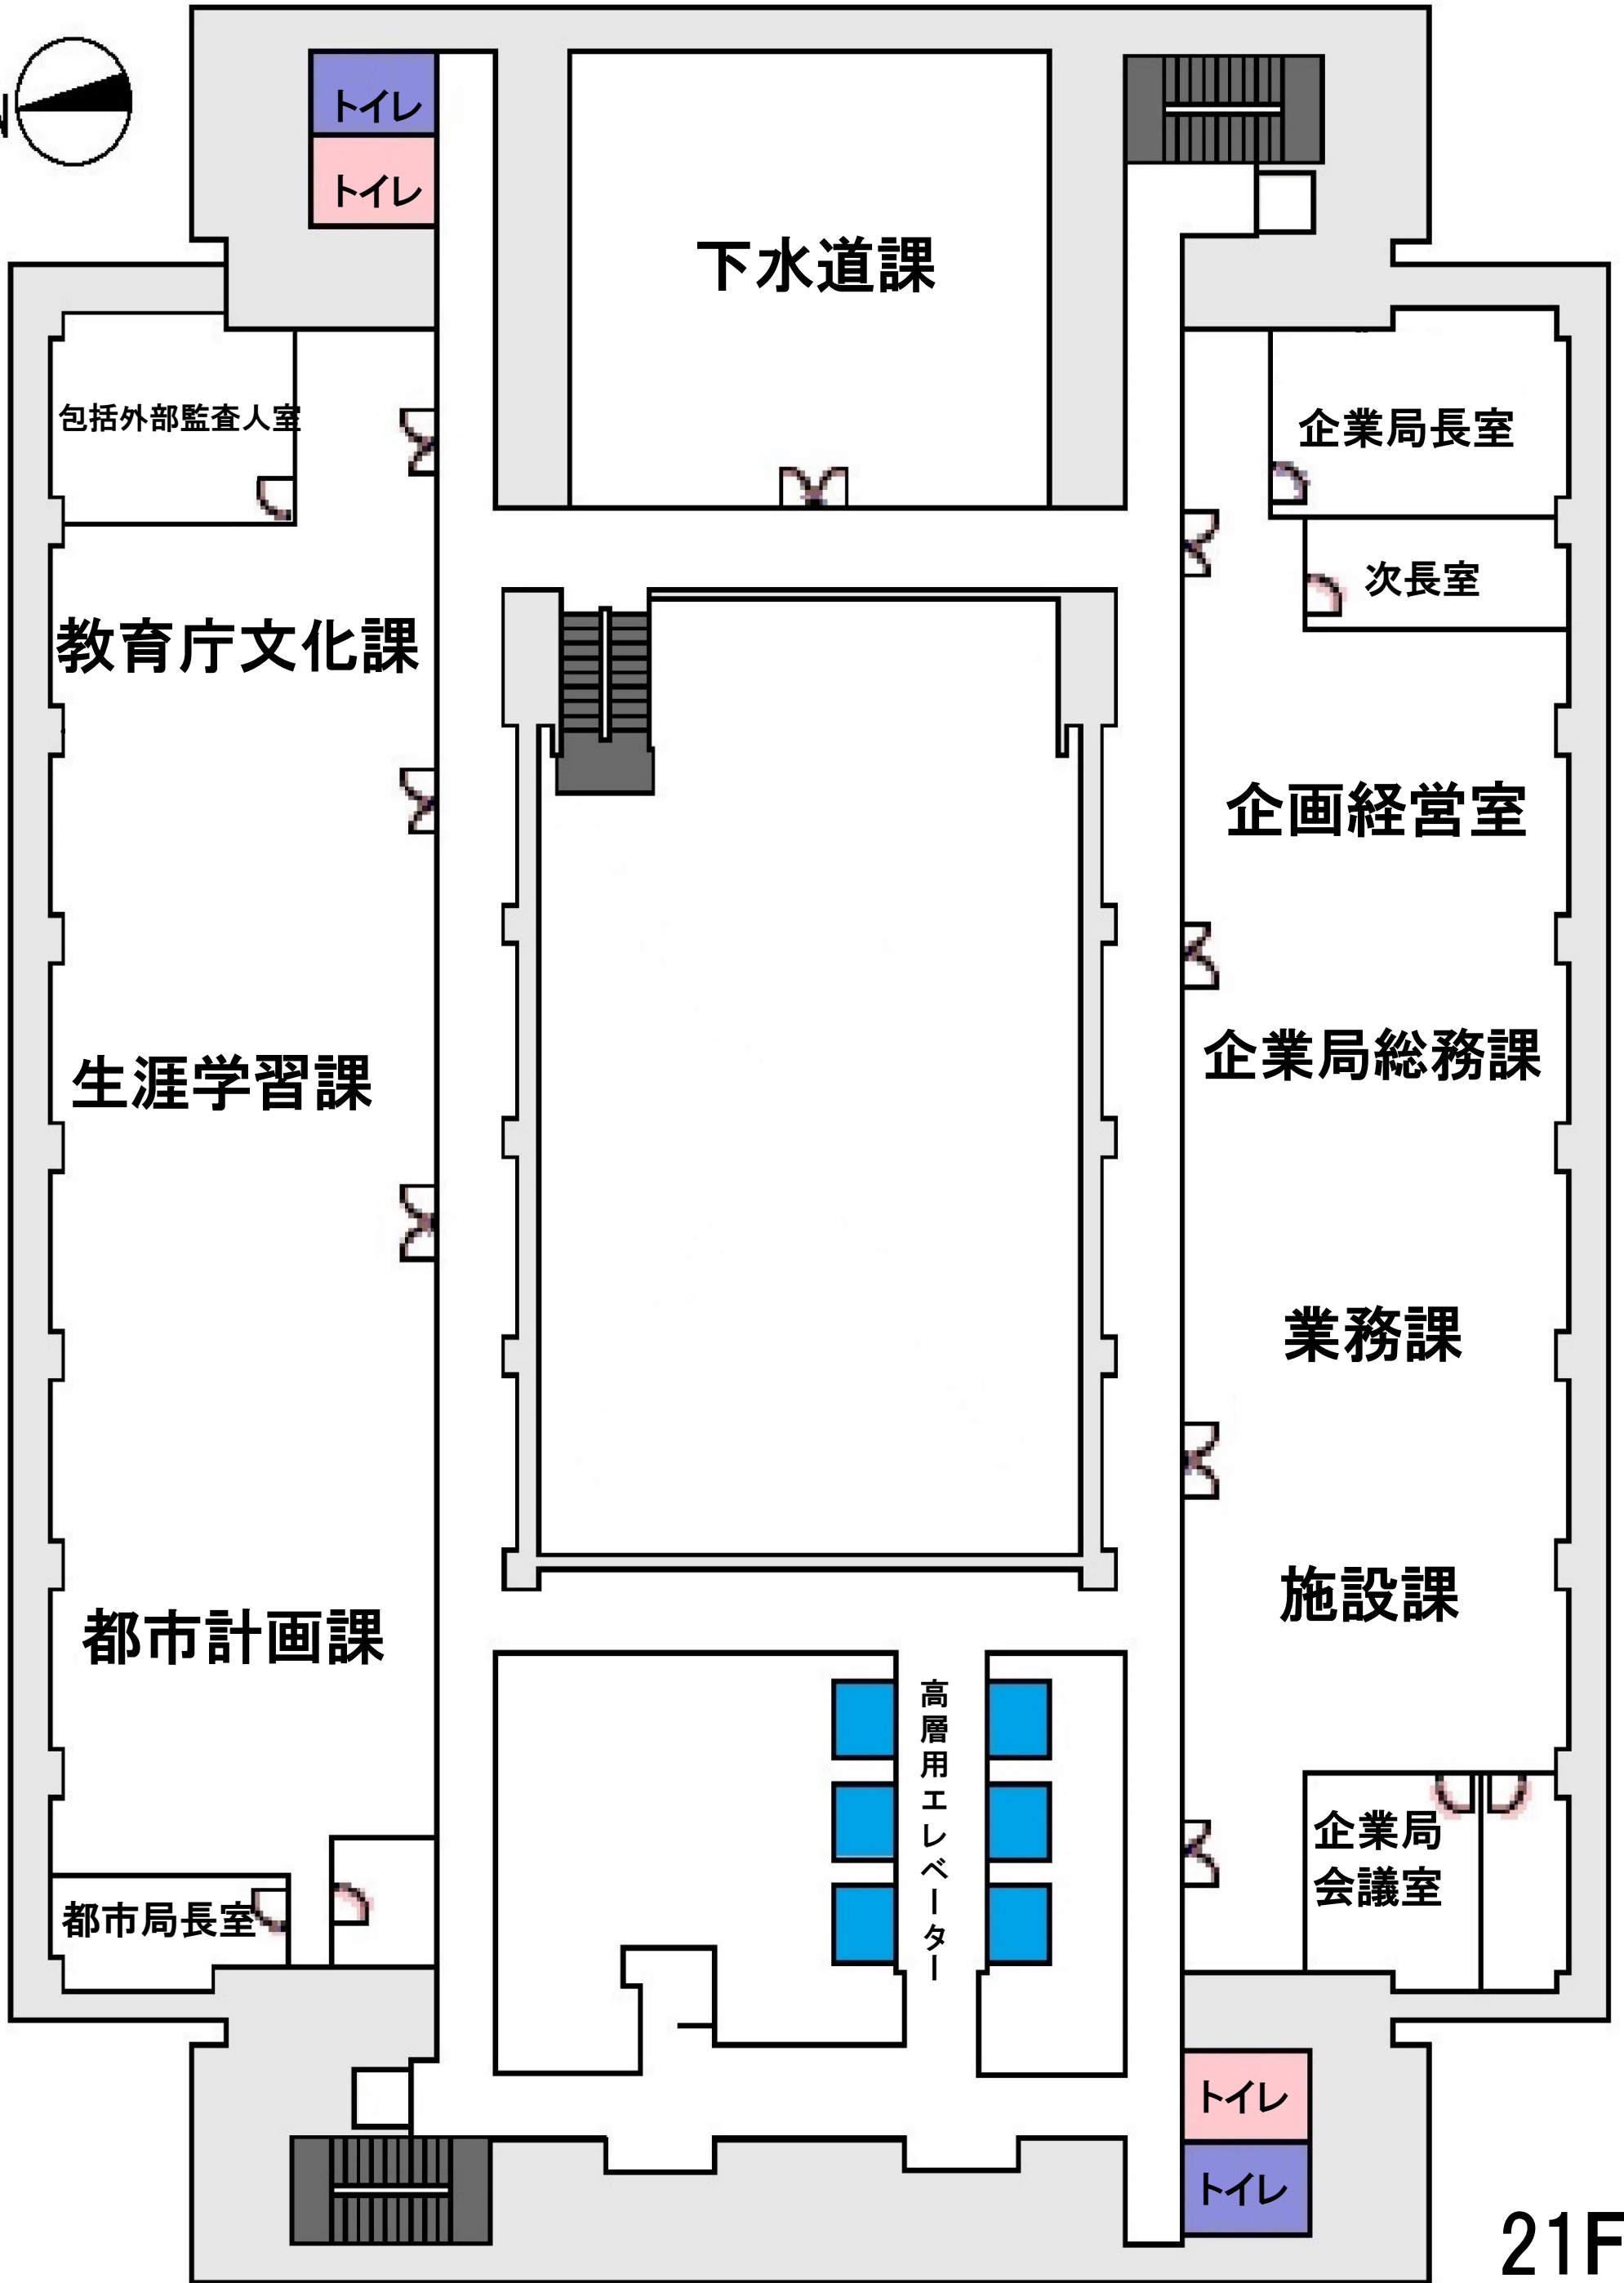 N
トイレ
トイレ
下水道課
包括外部監査人室
企業局長室
次長室
教育庁文化課
企画経営室
企業局総務課
生涯学習課
業務課
施設課
都市計画課
高層用エレベーター
企業局
会議室
都市局長室
トイレ
トイレ
21F